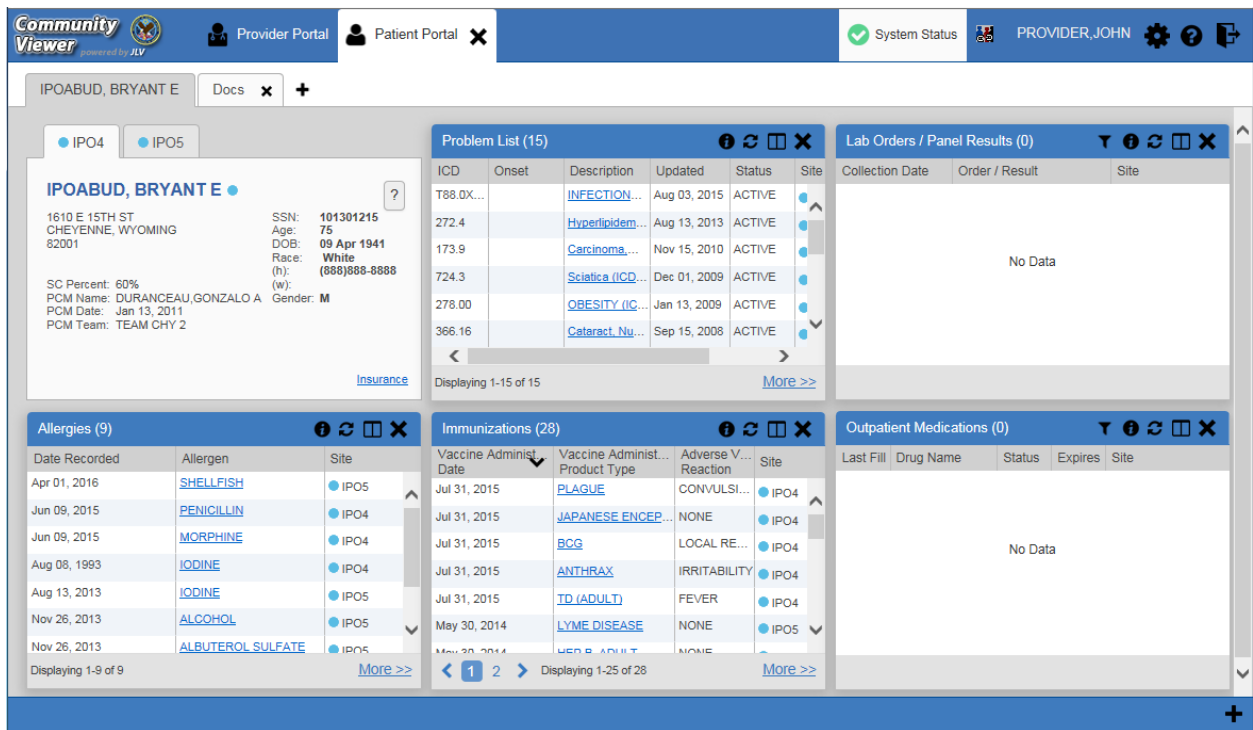 Community
Viewer powered by JLV
Provider Portal
Patient Portal
System Status
PROVIDER,JOHN
IPOABUD, BRYANT E
Docs
IPO4
IPO5
IPOABUD, BRYANT E
?
1610 E 15TH ST
CHEYENNE, WYOMING
82001
SSN: 101301215
Age: 75
DOB: 09 Apr 1941
Race: White
(h): (888)888-8888
(w):
SC Percent: 60%
PCM Name: DURANCEAU,GONZALO A Gender: M
PCM Date: Jan 13, 2011
PCM Team: TEAM CHY 2
Insurance
Problem List (15)
ICD Onset Description Updated Status Site
T88.0X... INFECTION... Aug 03, 2015 ACTIVE
272.4 Hyperlipidem... Aug 13, 2013 ACTIVE
173.9 Carcinoma,... Nov 15, 2010 ACTIVE
724.3 Sciatica (ICD... Dec 01, 2009 ACTIVE
278.00 OBESITY (IC... Jan 13, 2009 ACTIVE
366.16 Cataract, Nu... Sep 15, 2008 ACTIVE
Displaying 1-15 of 15 More >>
Lab Orders / Panel Results (0)
Collection Date Order / Result Site
No Data
Allergies (9)
Date Recorded Allergen Site
Apr 01, 2016 SHELLFISH IPO5
Jun 09, 2015 PENICILLIN IPO4
Jun 09, 2015 MORPHINE IPO4
Aug 08, 1993 IODINE IPO4
Aug 13, 2013 IODINE IPO5
Nov 26, 2013 ALCOHOL IPO5
Nov 26, 2013 ALBUTEROL SULFATE IPO5
Displaying 1-9 of 9 More >>
Immunizations (28)
Vaccine Administ... Vaccine Administ... Adverse V... Site
Date Product Type Reaction
Jul 31, 2015 PLAGUE CONVULSI... IPO4
Jul 31, 2015 JAPANESE ENCEP... NONE IPO4
Jul 31, 2015 BCG LOCAL RE... IPO4
Jul 31, 2015 ANTHRAX IRRITABILITY IPO4
Jul 31, 2015 TD (ADULT) FEVER IPO4
May 30, 2014 LYME DISEASE NONE IPO5
May 30, 2014 HEP B, ADULT NONE
1 2 Displaying 1-25 of 28 More >>
Outpatient Medications (0)
Last Fill Drug Name Status Expires Site
No Data